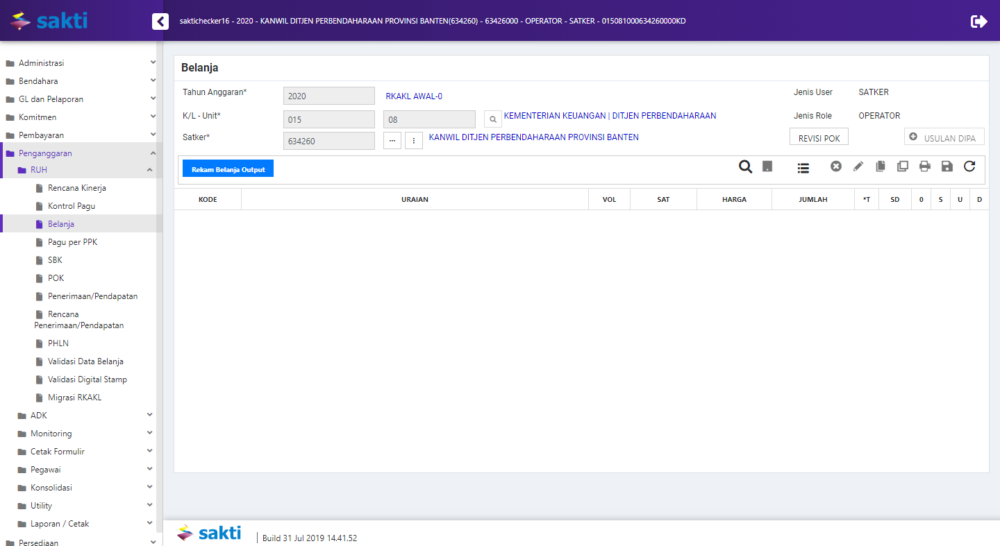 sakti
saktichecker16 - 2020 - KANWIL DITJEN PERBENDAHARAAN PROVINSI BANTEN(634260) - 63426000 - OPERATOR - SATKER - 015081000634260000KD
Administrasi
Bendahara
GL dan Pelaporan
Komitmen
Pembayaran
Penganggaran
RUH
Rencana Kinerja
Kontrol Pagu
Belanja
Pagu per PPK
SBK
POK
Penerimaan/Pendapatan
Rencana
Penerimaan/Pendapatan
PHLN
Validasi Data Belanja
Validasi Digital Stamp
Migrasi RKAKL
ADK
Monitoring
Cetak Formulir
Pegawai
Konsolidasi
Utility
Laporan / Cetak
Persediaan
Belanja
Tahun Anggaran* 2020 RKAKL AWAL-0 Jenis User SATKER
K/L - Unit* 015 08 KEMENTERIAN KEUANGAN | DITJEN PERBENDAHARAAN Jenis Role OPERATOR
Satker* 634260 KANWIL DITJEN PERBENDAHARAAN PROVINSI BANTEN REVISI POK USULAN DIPA
Rekam Belanja Output
KODE URAIAN VOL SAT HARGA JUMLAH *T SD 0 S U D
sakti | Build 31 Jul 2019 14.41.52